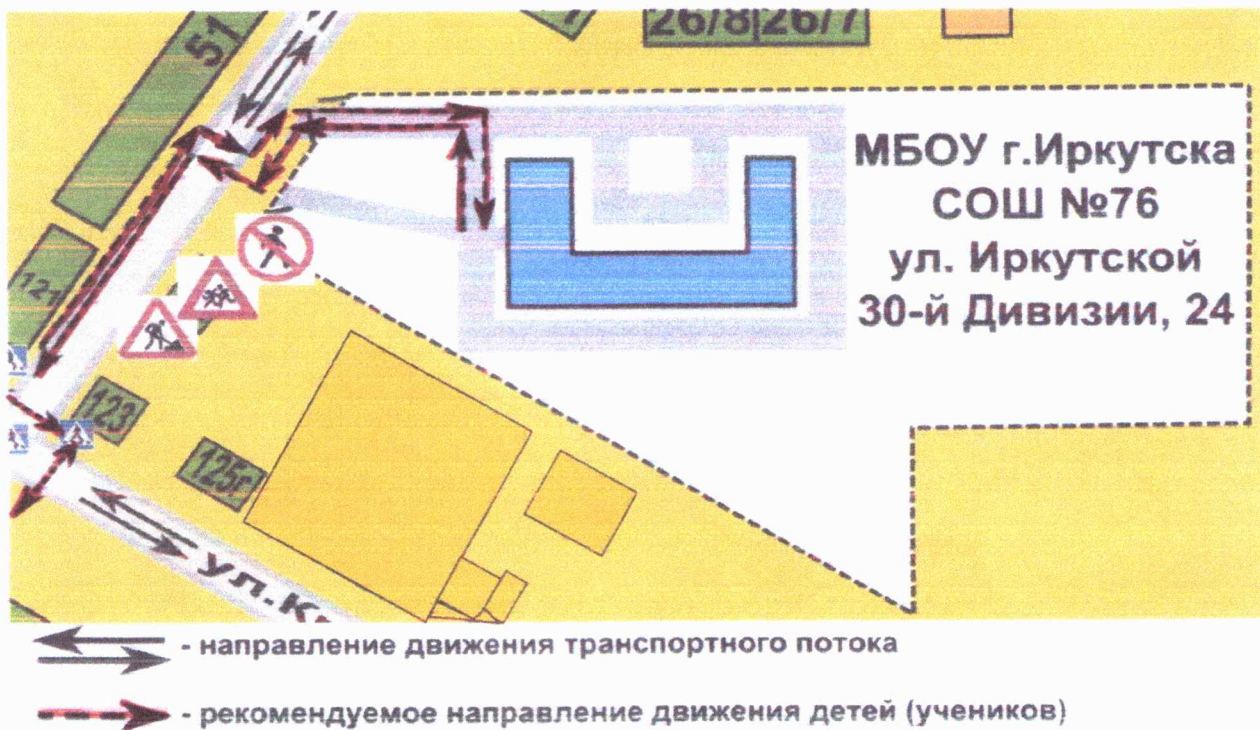 51
26/8 26/7
МБОУ г.Иркутска
СОШ №76
ул. Иркутской
30-й Дивизии, 24
121
123
125г
ул.К
- направление движения транспортного потока
- рекомендуемое направление движения детей (учеников)